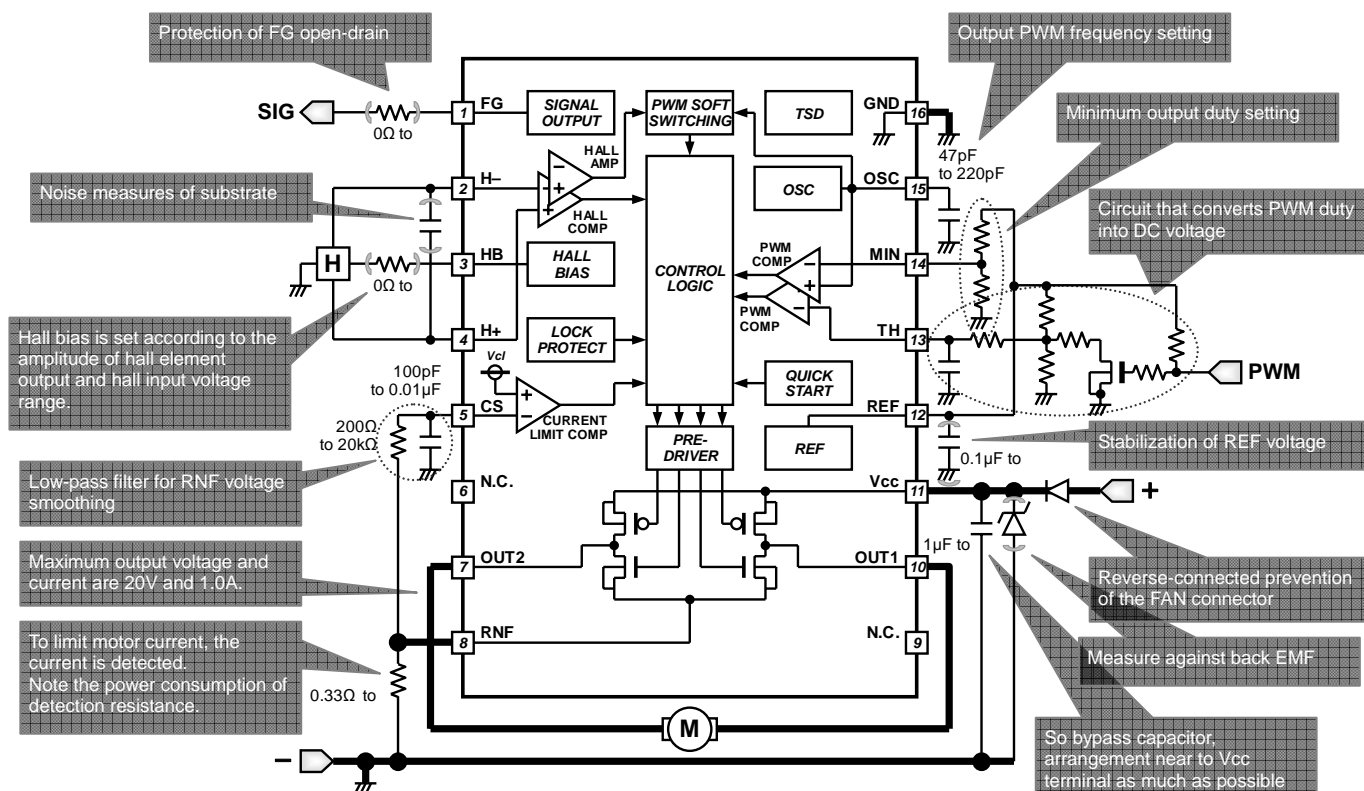 Protection of FG open-drain
Output PWM frequency setting
Minimum output duty setting
SIG
0Ω to
1
FG
SIGNAL
OUTPUT
PWM SOFT
SWITCHING
TSD
GND
16
47pF
to 220pF
HALL
AMP
Noise measures of substrate
2
H–
HALL
COMP
OSC
OSC
15
Circuit that converts PWM duty
into DC voltage
H
0Ω to
3
HB
HALL
BIAS
CONTROL
LOGIC
PWM
COMP
MIN
14
PWM
COMP
Hall bias is set according to the
amplitude of hall element
output and hall input voltage
range.
4
H+
LOCK
PROTECT
TH
13
PWM
Vcl
100pF
to 0.01µF
QUICK
START
5
CS
CURRENT
LIMIT COMP
REF
12
200Ω
to 20kΩ
PRE-
DRIVER
REF
0.1µF to
Stabilization of REF voltage
Low-pass filter for RNF voltage
smoothing
6
N.C.
Vcc
11
+
1µF to
Maximum output voltage and
current are 20V and 1.0A.
7
OUT2
OUT1
10
Reverse-connected prevention
of the FAN connector
To limit motor current, the
current is detected.
Note the power consumption of
detection resistance.
8
RNF
N.C.
9
Measure against back EMF
0.33Ω to
M
So bypass capacitor,
arrangement near to Vcc
terminal as much as possible
–